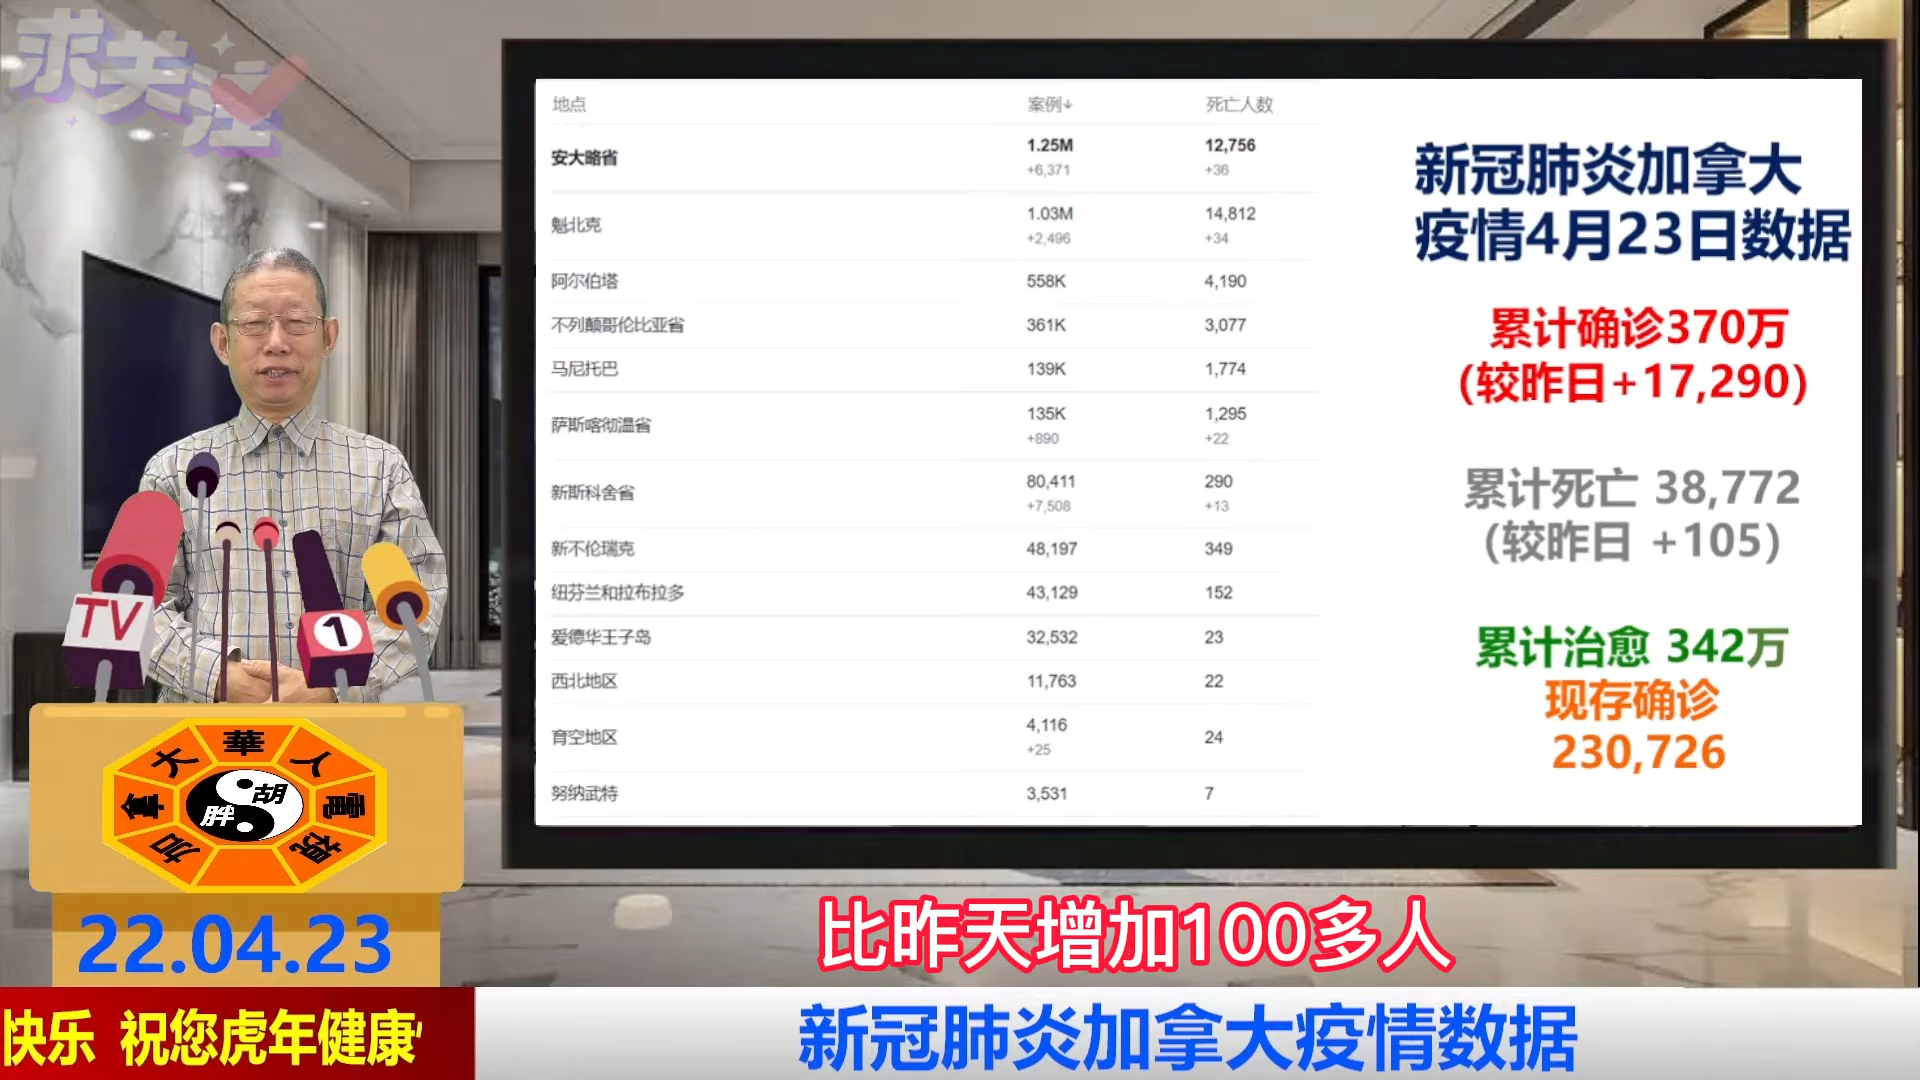 求关注
地点 案例↓ 死亡人数
安大略省 1.25M 12,756
+6,371 +36
魁北克 1.03M 14,812
+2,496 +34
阿尔伯塔 558K 4,190
不列颠哥伦比亚省 361K 3,077
马尼托巴 139K 1,774
萨斯喀彻温省 135K 1,295
+890 +22
新斯科舍省 80,411 290
+7,508 +13
新不伦瑞克 48,197 349
纽芬兰和拉布拉多 43,129 152
爱德华王子岛 32,532 23
西北地区 11,763 22
育空地区 4,116 24
+25
努纳武特 3,531 7
新冠肺炎加拿大
疫情4月23日数据
累计确诊370万
(较昨日+17,290)
累计死亡 38,772
(较昨日 +105)
累计治愈 342万
现存确诊
230,726
TV
1
加拿大華人電視
胡
胖
22.04.23
比昨天增加100多人
快乐 祝您虎年健康
新冠肺炎加拿大疫情数据